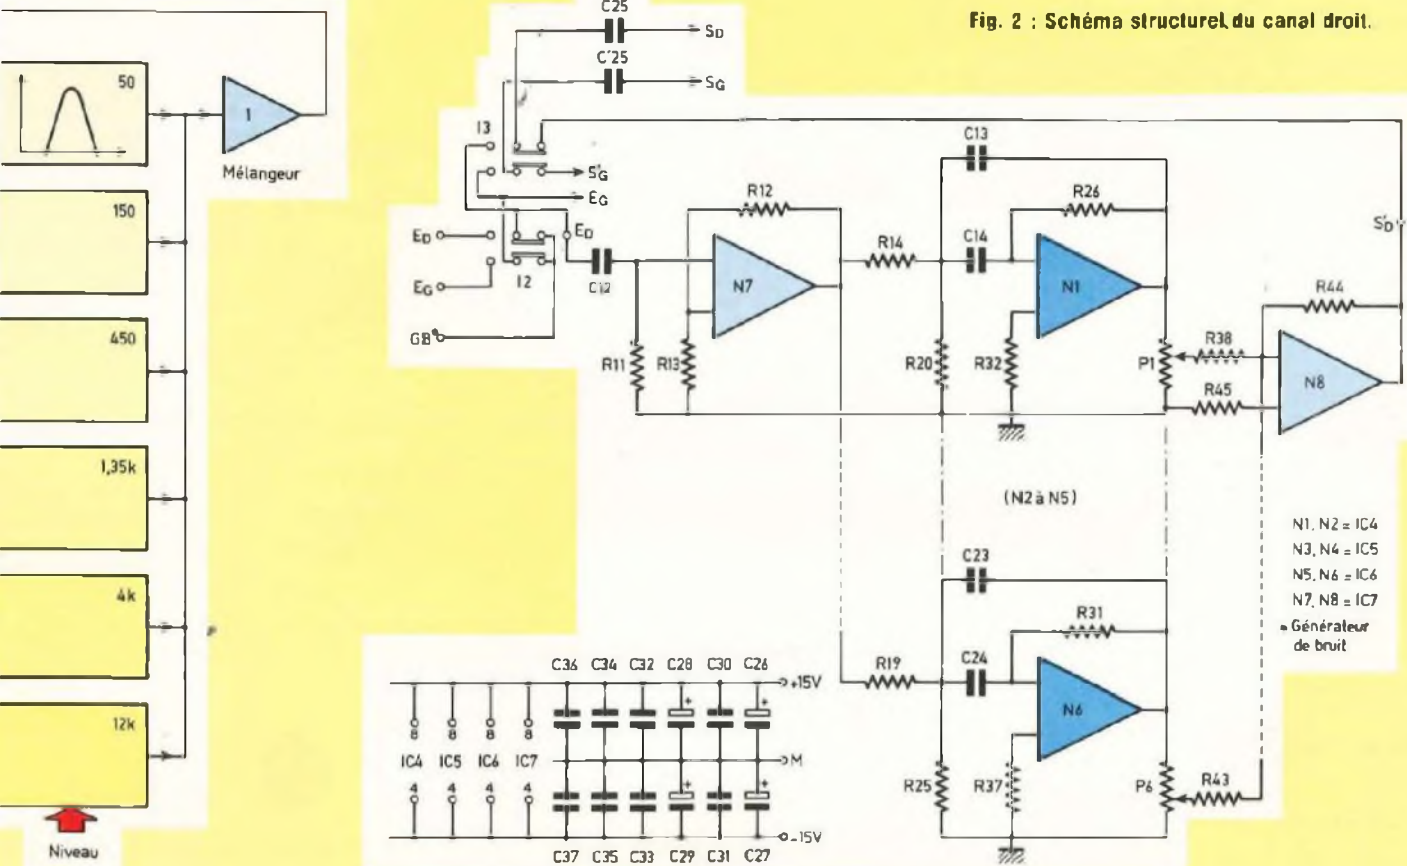 Fig. 2 : Schéma structurel du canal droit.
50
1
Mélangeur
150
450
1,35k
4k
12k
Niveau
C25
SD
C'25
SG
I3
S'G
EG
ED
ED
EG
I2
GB*
C12
R11
R13
R12
N7
R14
C13
C14
R26
N1
R20
R32
P1
R38
R45
R44
N8
S'D
(N2 à N5)
N1, N2 = IC4
N3, N4 = IC5
N5, N6 = IC6
N7, N8 = IC7
* Générateur
de bruit
C23
R31
R19
C24
N6
R25
R37
P6
R43
C36 C34 C32 C28 C30 C26
+15V
+ +
8 8 8 8
IC4 IC5 IC6 IC7
M
4 4 4 4
+ +
-15V
C37 C35 C33 C29 C31 C27